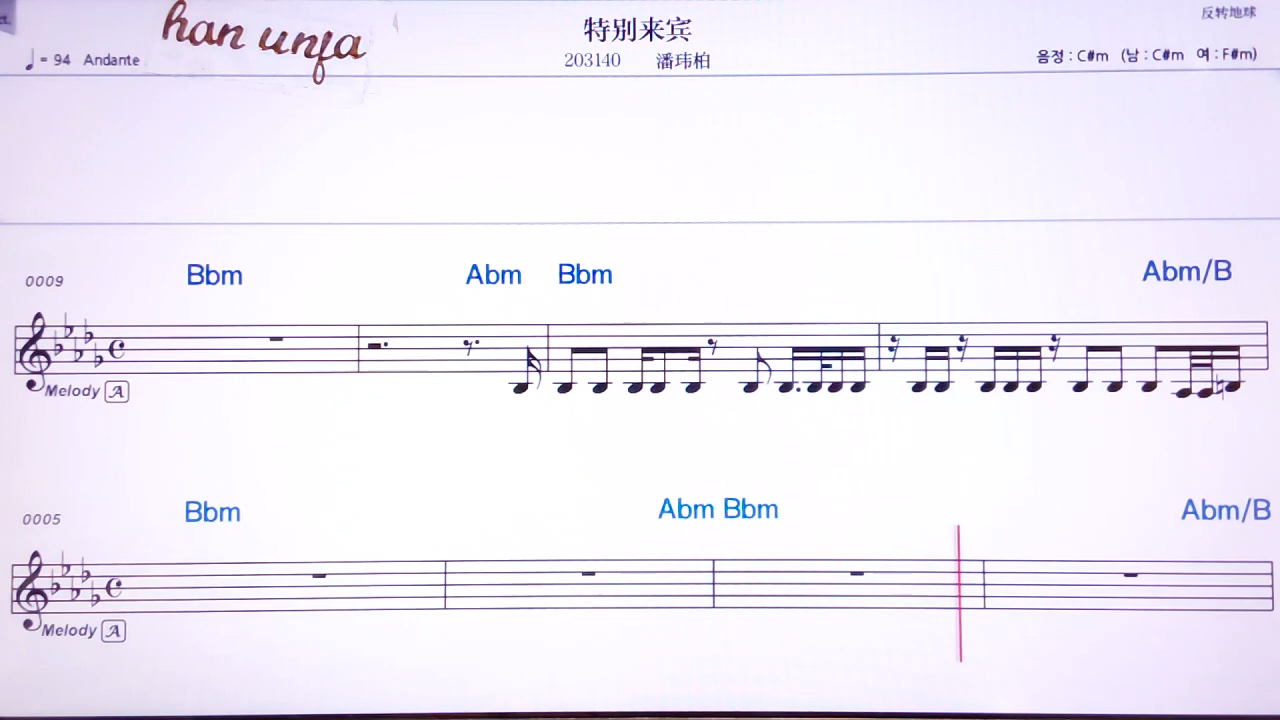 han unfa
特别来宾
反转地球
♩= 94 Andante
203140 潘玮柏
음정 : C#m (남 : C#m 여 : F#m)
0009 Bbm Abm Bbm Abm/B
Melody A
0005 Bbm Abm Bbm Abm/B
Melody A